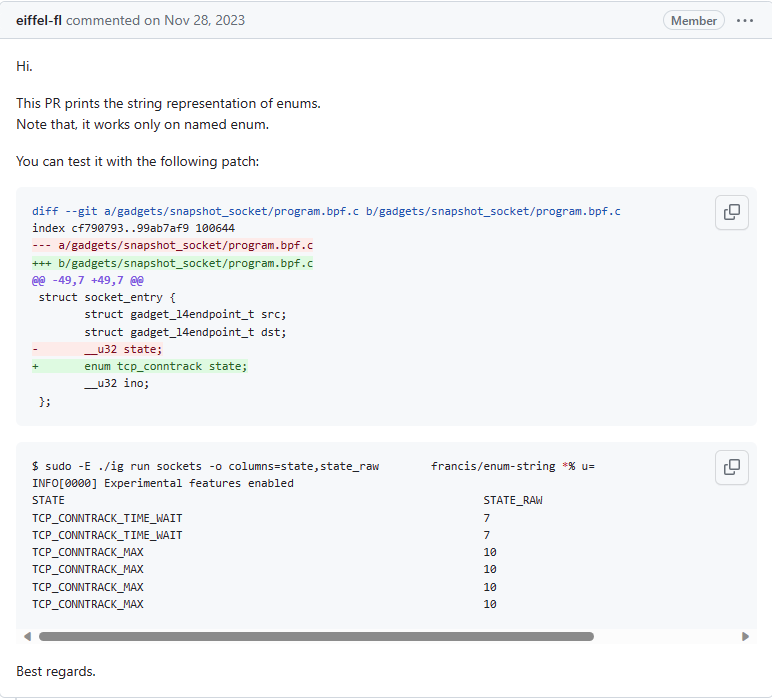 eiffel-fl commented on Nov 28, 2023 Member ...
Hi.
This PR prints the string representation of enums.
Note that, it works only on named enum.
You can test it with the following patch:
diff --git a/gadgets/snapshot_socket/program.bpf.c b/gadgets/snapshot_socket/program.bpf.c
index cf790793..99ab7af9 100644
--- a/gadgets/snapshot_socket/program.bpf.c
+++ b/gadgets/snapshot_socket/program.bpf.c
@@ -49,7 +49,7 @@
 struct socket_entry {
        struct gadget_l4endpoint_t src;
        struct gadget_l4endpoint_t dst;
-       __u32 state;
+       enum tcp_conntrack state;
        __u32 ino;
 };
$ sudo -E ./ig run sockets -o columns=state,state_raw        francis/enum-string *% u=
INFO[0000] Experimental features enabled
STATE                                                        STATE_RAW
TCP_CONNTRACK_TIME_WAIT                                      7
TCP_CONNTRACK_TIME_WAIT                                      7
TCP_CONNTRACK_MAX                                            10
TCP_CONNTRACK_MAX                                            10
TCP_CONNTRACK_MAX                                            10
TCP_CONNTRACK_MAX                                            10
Best regards.